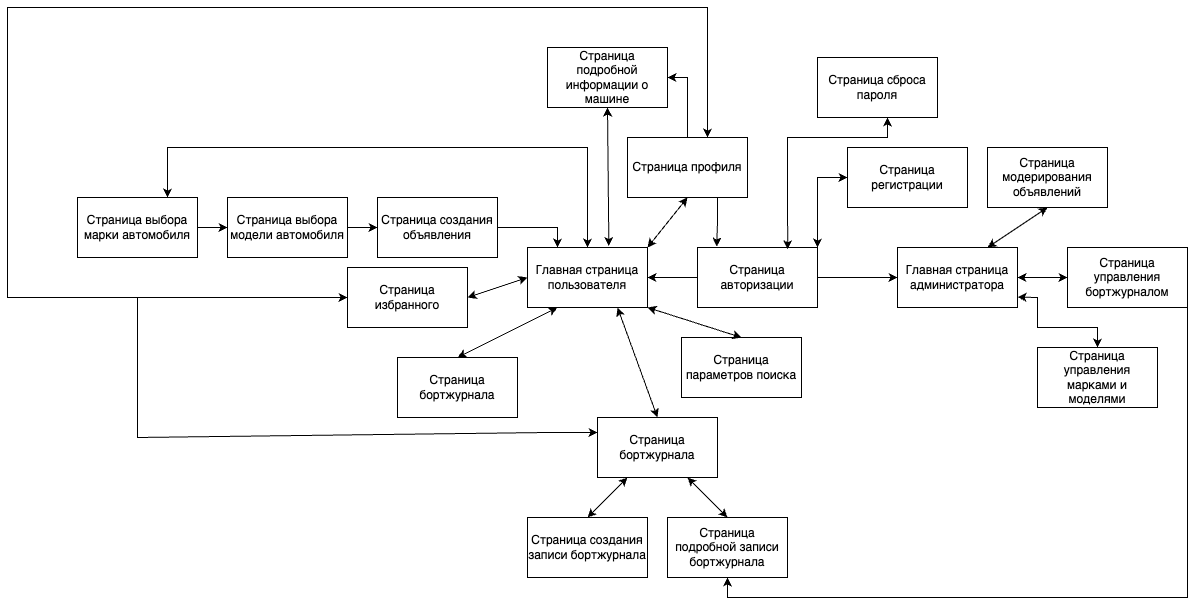 Страница
подробной
информации о
машине
Страница сброса
пароля
Страница профиля
Страница
регистрации
Страница
модерирования
объявлений
Страница выбора
марки автомобиля
Страница выбора
модели автомобиля
Страница создания
объявления
Главная страница
пользователя
Страница
авторизации
Главная страница
администратора
Страница
управления
бортжурналом
Страница
избранного
Страница
бортжурнала
Страница
параметров поиска
Страница
управления
марками и
моделями
Страница
бортжурнала
Страница создания
записи бортжурнала
Страница
подробной записи
бортжурнала